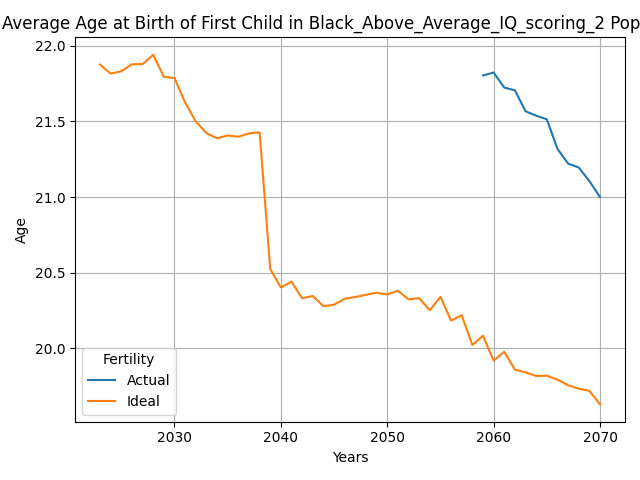 Average Age at Birth of First Child in Black_Above_Average_IQ_scoring_2 Pop
22.0
21.5
21.0
20.5
20.0
Age
Fertility
Actual
Ideal
2030 2040 2050 2060 2070
Years